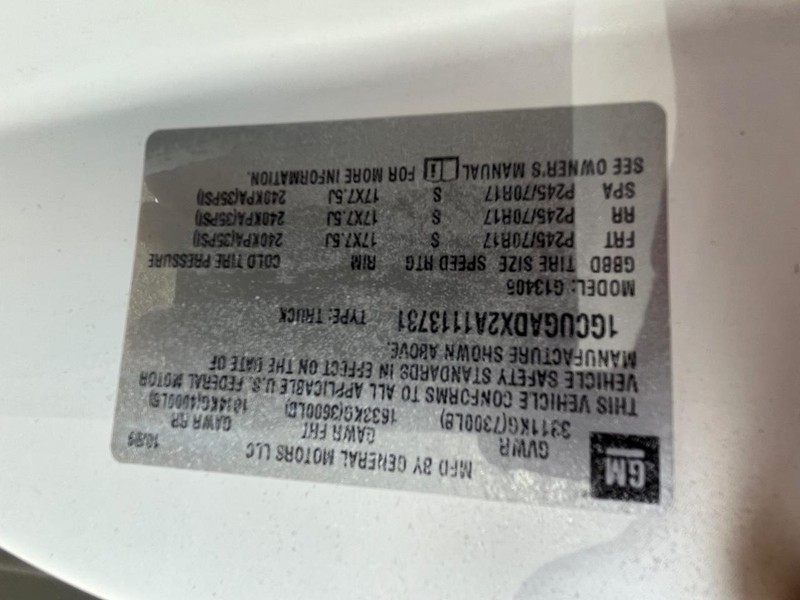 GM
MFD BY GENERAL MOTORS LLC
10/09
GVWR GAWR FRT GAWR RR
3311KG(7300LB) 1633KG(3600LB) 1814KG(4000LB)
THIS VEHICLE CONFORMS TO ALL APPLICABLE U.S. FEDERAL MOTOR
VEHICLE SAFETY STANDARDS IN EFFECT ON THE DATE OF
MANUFACTURE SHOWN ABOVE.
1GCUGADX2A1113731 TYPE: TRUCK
MODEL: G13405
GBBD TIRE SIZE SPEED RTG RIM COLD TIRE PRESSURE
FRT P245/70R17 S 17X7.5J 240KPA(35PSI)
RR P245/70R17 S 17X7.5J 240KPA(35PSI)
SPA P245/70R17 S 17X7.5J 240KPA(35PSI)
SEE OWNER'S MANUAL i FOR MORE INFORMATION.